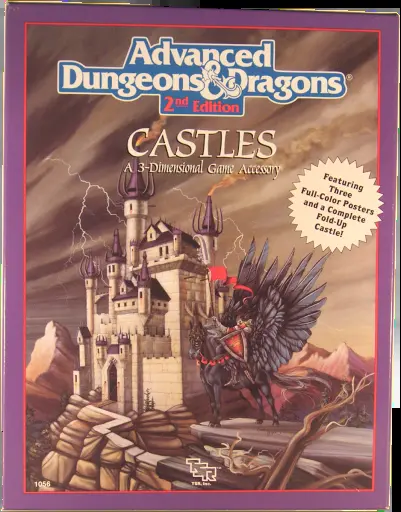 Advanced
Dungeons & Dragons®
2nd Edition
CASTLES
A 3-Dimensional Game Accessory
Featuring
Three
Full-Color Posters
and a Complete
Fold-Up
Castle!
TSR
TSR, Inc.
1056